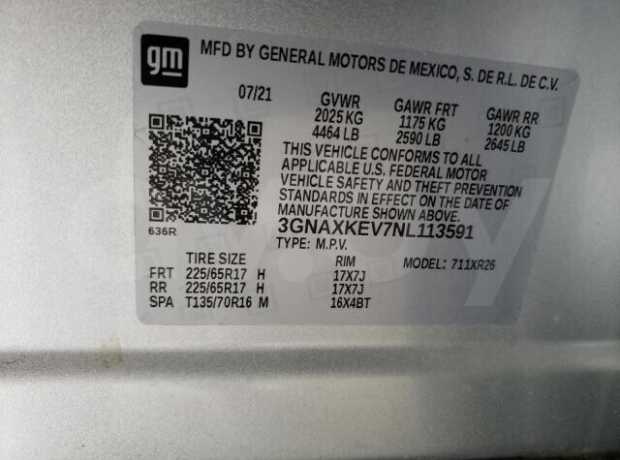 gm
MFD BY GENERAL MOTORS DE MEXICO, S. DE R.L. DE C.V.
07/21 GVWR GAWR FRT GAWR RR
2025 KG 1175 KG 1200 KG
4464 LB 2590 LB 2645 LB
THIS VEHICLE CONFORMS TO ALL
APPLICABLE U.S. FEDERAL MOTOR
VEHICLE SAFETY AND THEFT PREVENTION
STANDARDS IN EFFECT ON THE DATE OF
MANUFACTURE SHOWN ABOVE.
636R
3GNAXKEV7NL113591
TYPE: M.P.V. MODEL: 711XR26
TIRE SIZE RIM
FRT 225/65R17 H 17X7J
RR 225/65R17 H 17X7J
SPA T135/70R16 M 16X4BT